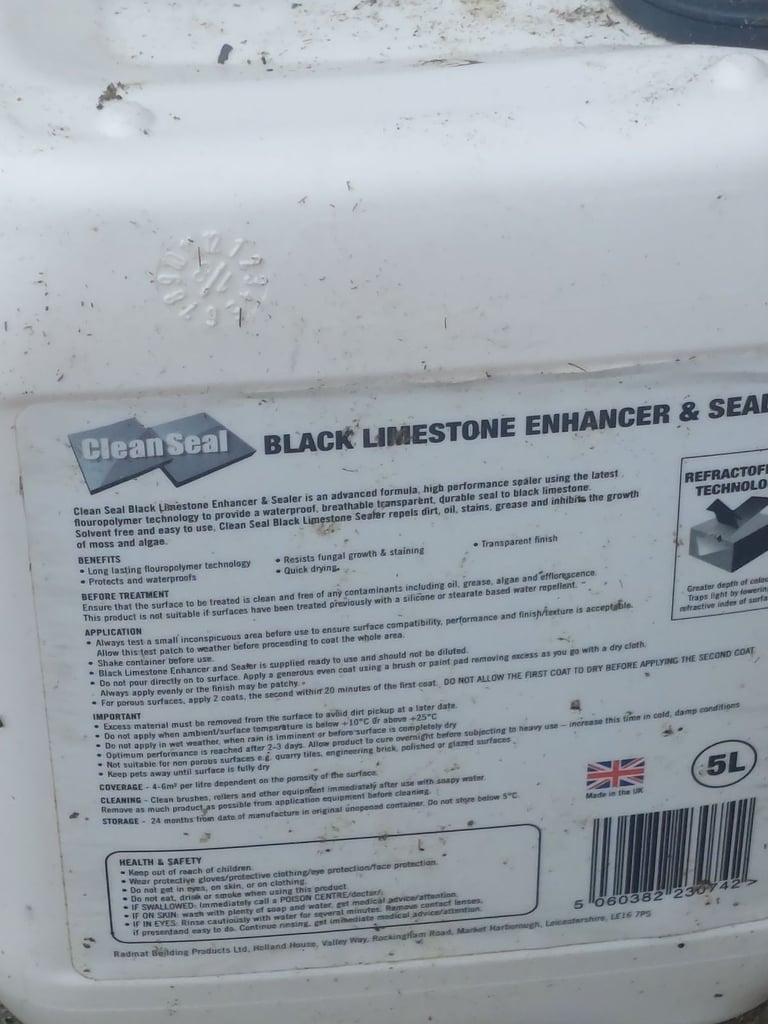 CleanSeal
BLACK LIMESTONE ENHANCER & SEAL
Clean Seal Black Limestone Enhancer & Sealer is an advanced formula, high performance sealer using the latest
flouropolymer technology to provide a waterproof, breathable transparent, durable seal to black limestone.
Solvent free and easy to use, Clean Seal Black Limestone Sealer repels dirt, oil, stains, grease and inhibits the growth
of moss and algae.
BENEFITS
• Long lasting flouropolymer technology
• Protects and waterproofs
• Resists fungal growth & staining
• Quick drying
• Transparent finish
BEFORE TREATMENT
Ensure that the surface to be treated is clean and free of any contaminants including oil, grease, algae and efflorescence.
This product is not suitable if surfaces have been treated previously with a silicone or stearate based water repellent.
APPLICATION
• Always test a small inconspicuous area before use to ensure surface compatibility, performance and finish/texture is acceptable.
Allow this test patch to weather before proceeding to coat the whole area.
• Shake container before use.
• Black Limestone Enhancer and Sealer is supplied ready to use and should not be diluted.
• Do not pour directly on to surface. Apply a generous even coat using a brush or paint pad removing excess as you go with a dry cloth.
Always apply evenly or the finish may be patchy.
• For porous surfaces, apply 2 coats, the second within 20 minutes of the first coat. DO NOT ALLOW THE FIRST COAT TO DRY BEFORE APPLYING THE SECOND COAT
IMPORTANT
• Excess material must be removed from the surface to avoid dirt pickup at a later date.
• Do not apply when ambient/surface temperature is below +10°C or above +25°C
• Do not apply in wet weather, when rain is imminent or before surface is completely dry
• Optimum performance is reached after 2-3 days. Allow product to cure overnight before subjecting to heavy use – increase this time in cold, damp conditions
• Not suitable for non porous surfaces e.g. quarry tiles, engineering brick, polished or glazed surfaces
• Keep pets away until surface is fully dry
COVERAGE - 4-6m² per litre dependent on the porosity of the surface.
CLEANING - Clean brushes, rollers and other equipment immediately after use with soapy water.
Remove as much product as possible from application equipment before cleaning.
STORAGE - 24 months from date of manufacture in original unopened container. Do not store below 5°C
HEALTH & SAFETY
• Keep out of reach of children.
• Wear protective gloves/protective clothing/eye protection/face protection.
• Do not get in eyes, on skin, or on clothing.
• Do not eat, drink or smoke when using this product
• IF SWALLOWED: Immediately call a POISON CENTRE/doctor/.
• IF ON SKIN: wash with plenty of soap and water, get medical advice/attention.
• IF IN EYES: Rinse cautiously with water for several minutes. Remove contact lenses,
if present and easy to do. Continue rinsing, get immediate medical advice/attention.
Radmat Building Products Ltd, Holland House, Valley Way, Rockingham Road, Market Harborough, Leicestershire, LE16 7PS
REFRACTO
TECHNOLO
Greater depth of colou
Traps light by lowering
refractive index of surfa
Made in the UK
5L
5 060382 230742 >